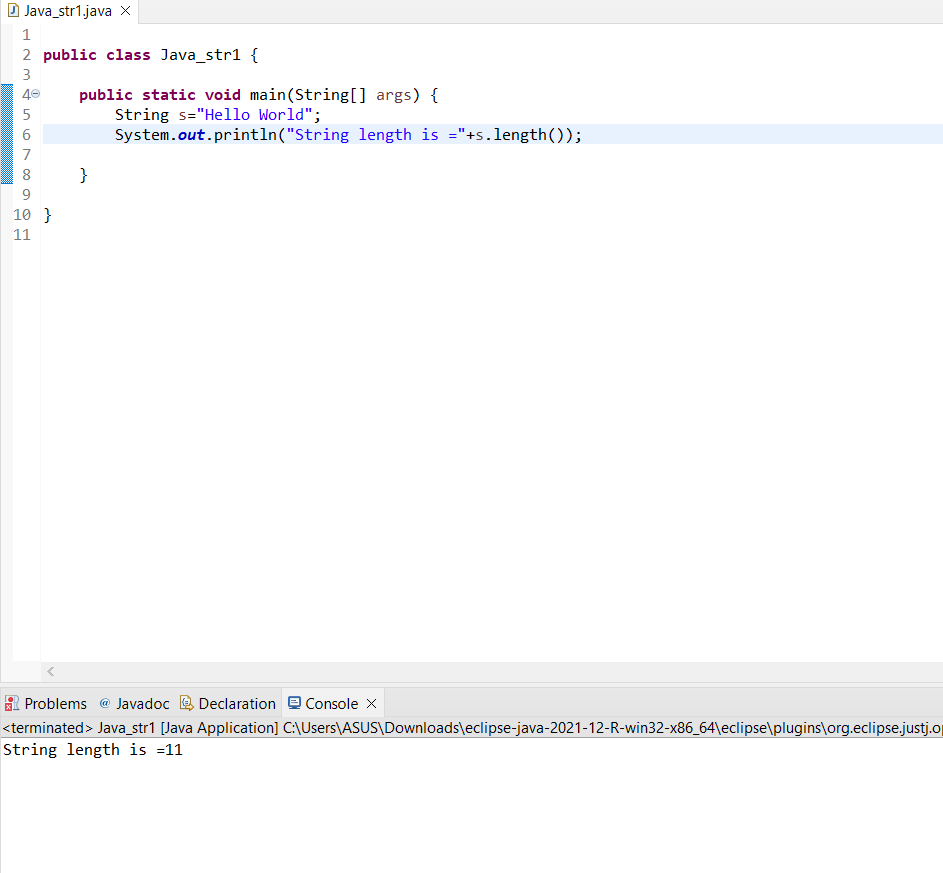 Java_str1.java
1
2 public class Java_str1 {
3
4 public static void main(String[] args) {
5 String s="Hello World";
6 System.out.println("String length is ="+s.length());
7
8 }
9
10 }
11
Problems @ Javadoc Declaration Console
<terminated> Java_str1 [Java Application] C:\Users\ASUS\Downloads\eclipse-java-2021-12-R-win32-x86_64\eclipse\plugins\org.eclipse.justj.op
String length is =11